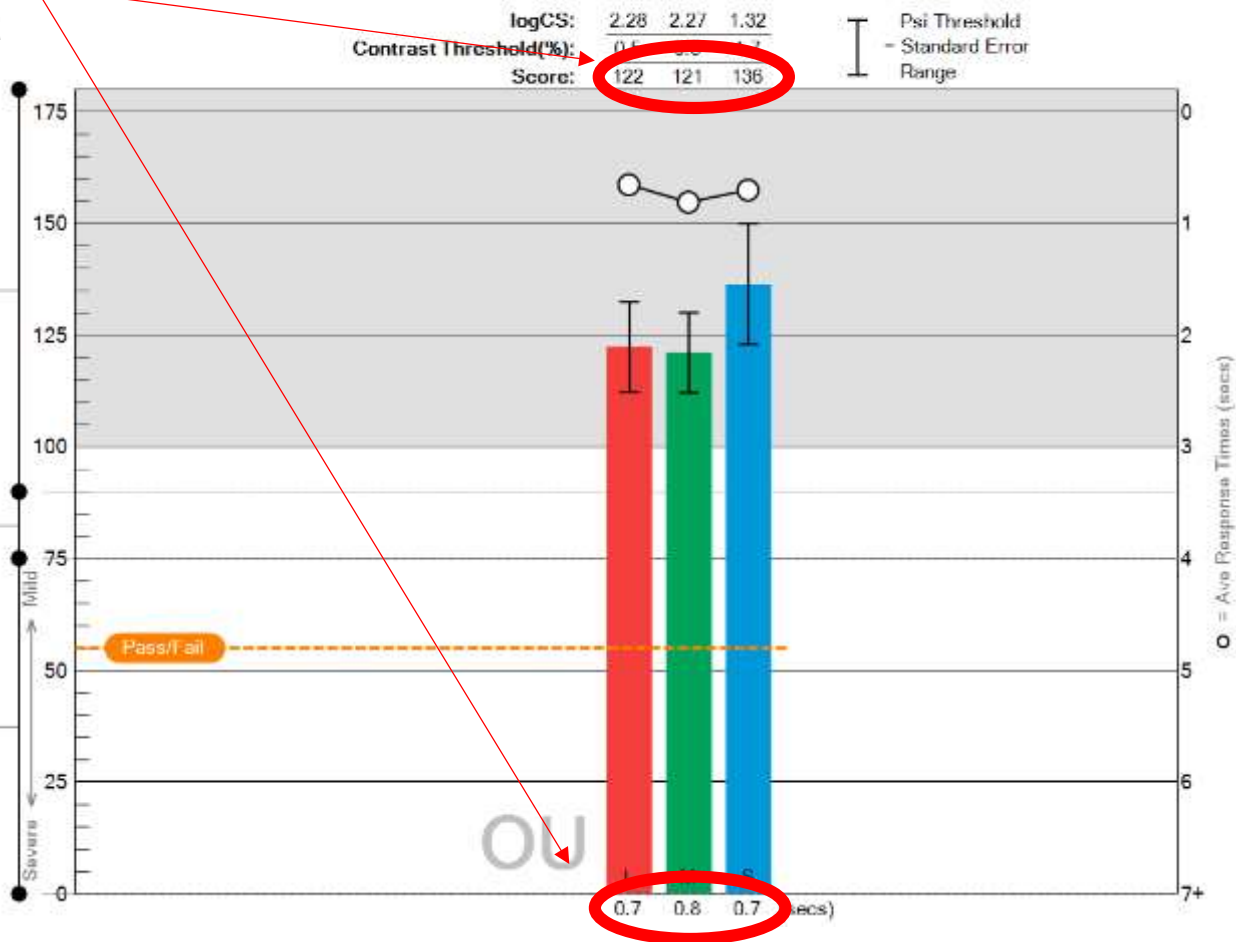 logCS: 2.28 2.27 1.32
Contrast Threshold(%):
Score: 122 121 136
Psi Threshold
- Standard Error
Range
175
150
125
100
75
50
25
0
0
1
2
3
4
5
6
7+
Mild
Severe
Pass/Fail
OU
S
0.7 0.8 0.7 secs)
O = Ave Response Times (secs)